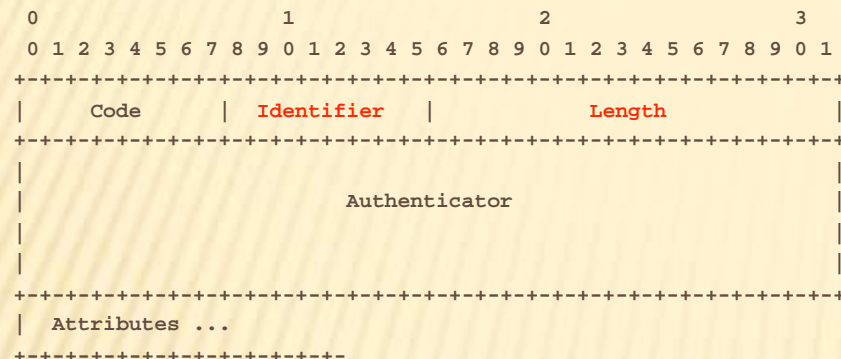 0                   1                   2                   3
0 1 2 3 4 5 6 7 8 9 0 1 2 3 4 5 6 7 8 9 0 1 2 3 4 5 6 7 8 9 0 1
+-+-+-+-+-+-+-+-+-+-+-+-+-+-+-+-+-+-+-+-+-+-+-+-+-+-+-+-+-+-+-+-+
|     Code      |  Identifier   |            Length             |
+-+-+-+-+-+-+-+-+-+-+-+-+-+-+-+-+-+-+-+-+-+-+-+-+-+-+-+-+-+-+-+-+
|                                                               |
|                         Authenticator                         |
|                                                               |
|                                                               |
+-+-+-+-+-+-+-+-+-+-+-+-+-+-+-+-+-+-+-+-+-+-+-+-+-+-+-+-+-+-+-+-+
|  Attributes ...
+-+-+-+-+-+-+-+-+-+-+-+-+-